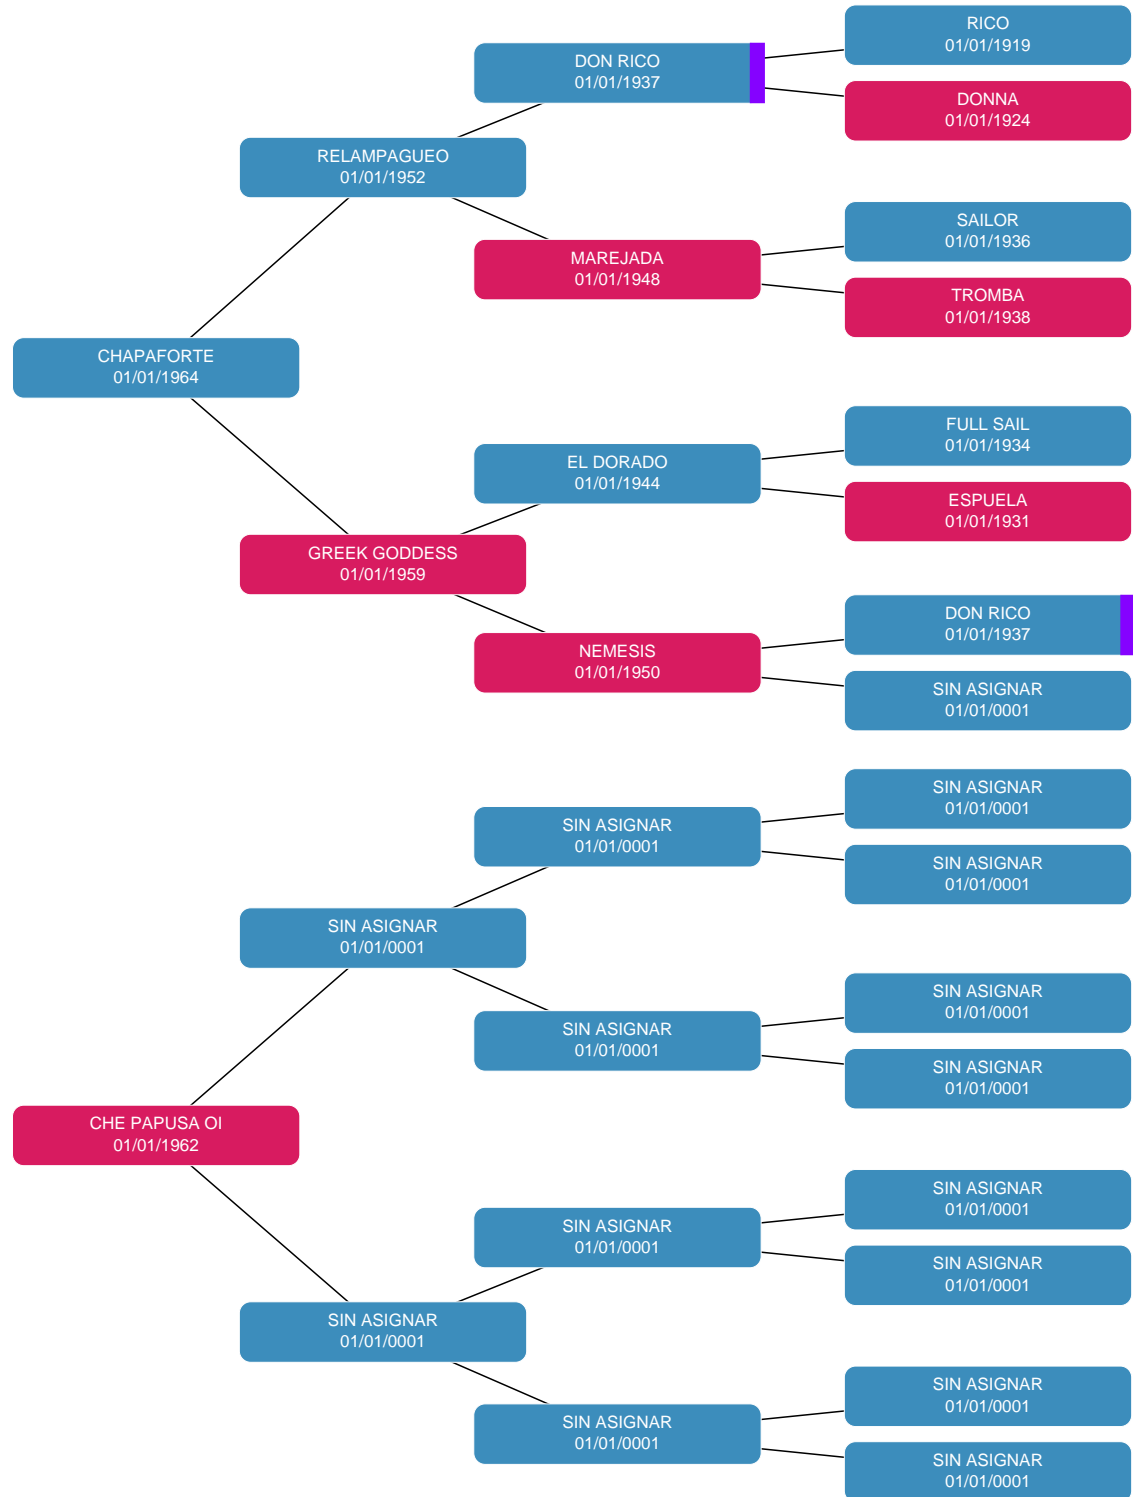 RICO
01/01/1919
DON RICO
01/01/1937
DONNA
01/01/1924
RELAMPAGUEO
01/01/1952
SAILOR
01/01/1936
MAREJADA
01/01/1948
TROMBA
01/01/1938
CHAPAFORTE
01/01/1964
FULL SAIL
01/01/1934
EL DORADO
01/01/1944
ESPUELA
01/01/1931
GREEK GODDESS
01/01/1959
DON RICO
01/01/1937
NEMESIS
01/01/1950
SIN ASIGNAR
01/01/0001
SIN ASIGNAR
01/01/0001
SIN ASIGNAR
01/01/0001
SIN ASIGNAR
01/01/0001
SIN ASIGNAR
01/01/0001
SIN ASIGNAR
01/01/0001
SIN ASIGNAR
01/01/0001
SIN ASIGNAR
01/01/0001
CHE PAPUSA OI
01/01/1962
SIN ASIGNAR
01/01/0001
SIN ASIGNAR
01/01/0001
SIN ASIGNAR
01/01/0001
SIN ASIGNAR
01/01/0001
SIN ASIGNAR
01/01/0001
SIN ASIGNAR
01/01/0001
SIN ASIGNAR
01/01/0001